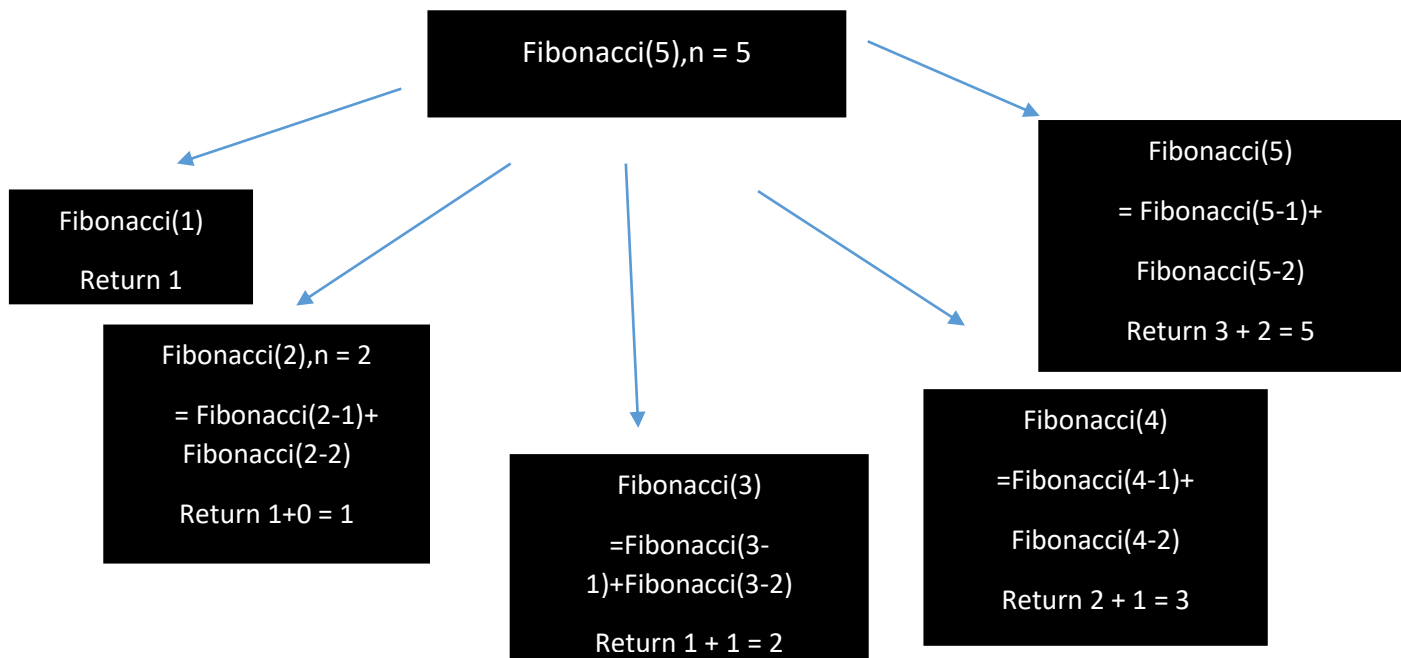 Fibonacci(5),n = 5
Fibonacci(1)
Return 1
Fibonacci(2),n = 2
= Fibonacci(2-1)+
Fibonacci(2-2)
Return 1+0 = 1
Fibonacci(3)
=Fibonacci(3-
1)+Fibonacci(3-2)
Return 1 + 1 = 2
Fibonacci(4)
=Fibonacci(4-1)+
Fibonacci(4-2)
Return 2 + 1 = 3
Fibonacci(5)
= Fibonacci(5-1)+
Fibonacci(5-2)
Return 3 + 2 = 5